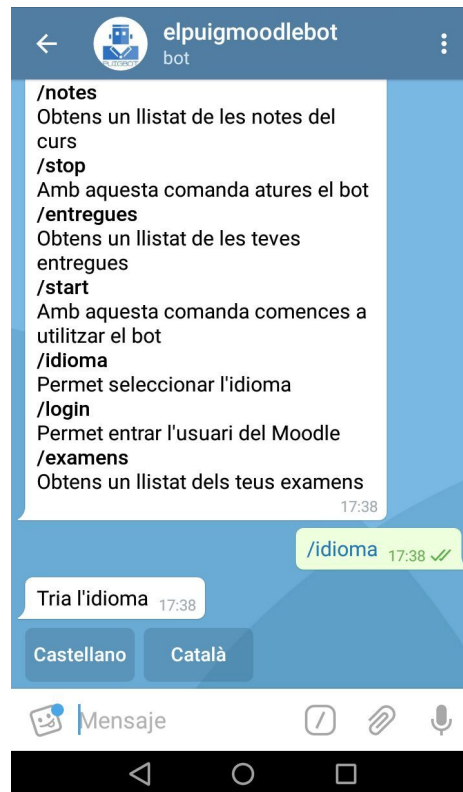 elpuigmoodlebot
bot
PUIGBOT
/notes
Obtens un llistat de les notes del
curs
/stop
Amb aquesta comanda atures el bot
/entregues
Obtens un llistat de les teves
entregues
/start
Amb aquesta comanda comences a
utilitzar el bot
/idioma
Permet seleccionar l'idioma
/login
Permet entrar l'usuari del Moodle
/examens
Obtens un llistat dels teus examens
17:38
/idioma 17:38
Tria l'idioma 17:38
Castellano Català
Mensaje